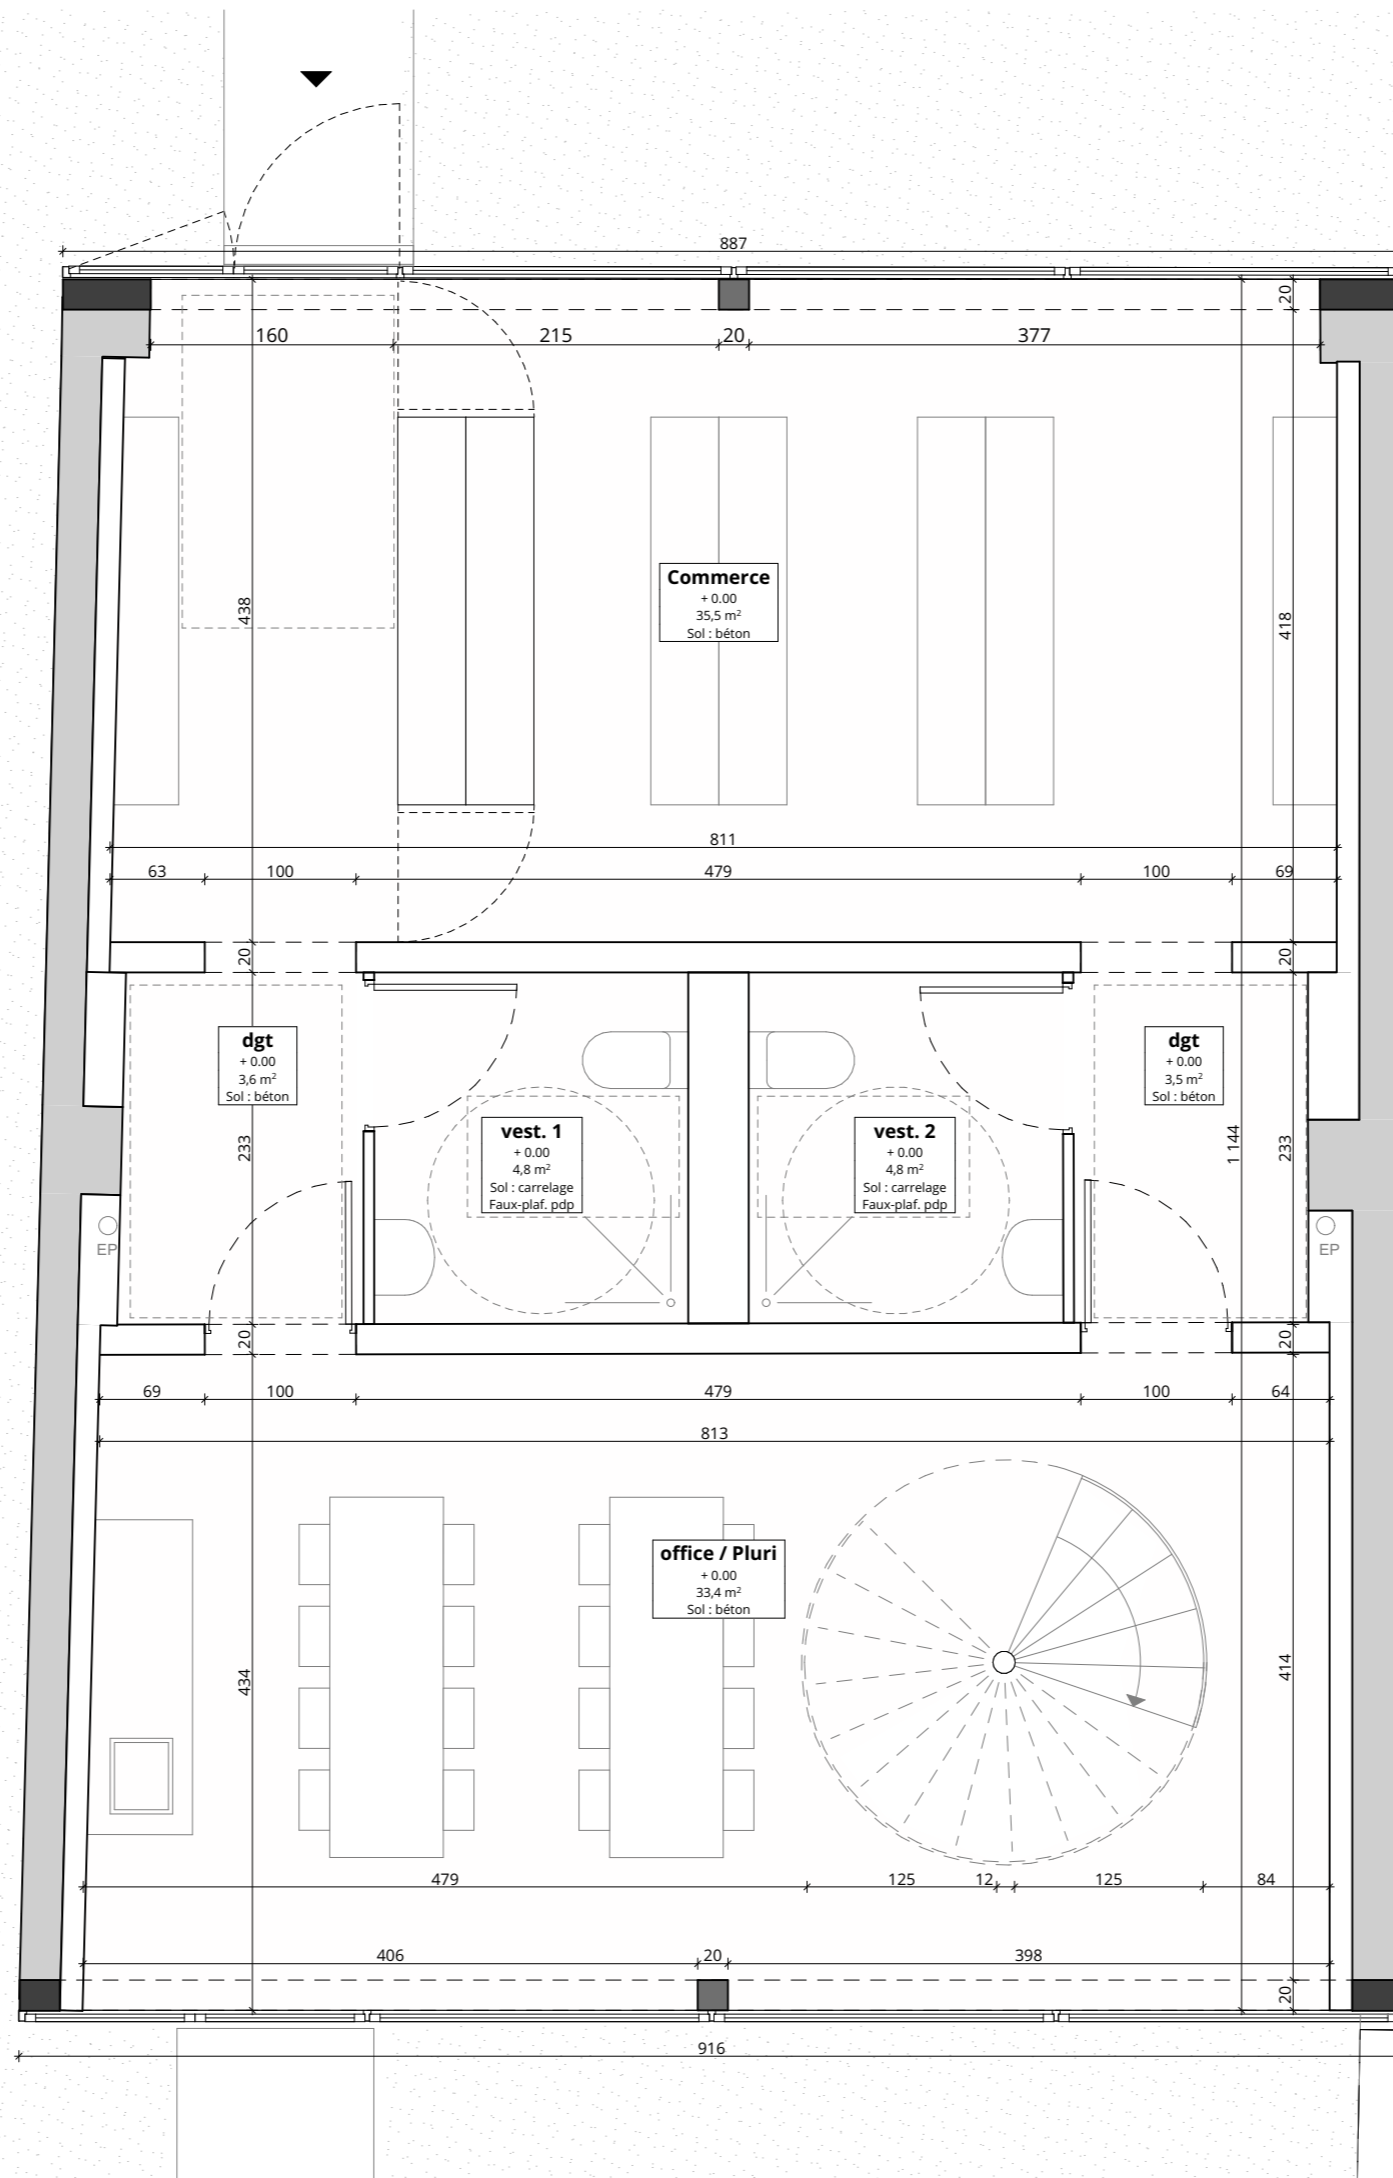 887
20
160
215
20
377
Commerce
+ 0.00
35,5 m²
Sol : béton
438
418
811
63
100
479
100
69
20
20
dgt
+ 0.00
3,6 m²
Sol : béton
dgt
+ 0.00
3,5 m²
Sol : béton
vest. 1
+ 0.00
4,8 m²
Sol : carrelage
Faux-plaf. pdp
vest. 2
+ 0.00
4,8 m²
Sol : carrelage
Faux-plaf. pdp
233
1 144
233
EP
EP
20
20
69
100
479
100
64
813
office / Pluri
+ 0.00
33,4 m²
Sol : béton
434
414
479
125
12
125
84
406
20
398
20
916